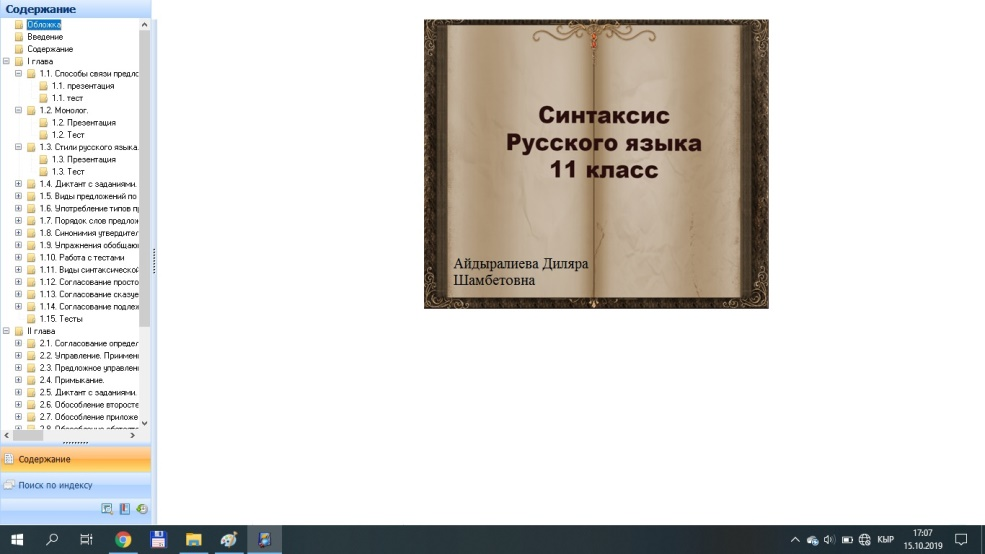 Содержание
Обложка
Введение
Содержание
I глава
1.1. Способы связи предло
1.1. презентация
1.1. тест
1.2. Монолог.
1.2. Презентация
1.2. Тест
1.3. Стили русского языка.
1.3. Презентация
1.3. Тест
1.4. Диктант с заданиями.
1.5. Виды предложений по
1.6. Употребление типов п
1.7. Порядок слов предлож
1.8. Синонимия утвердител
1.9. Упражнения обобщаю
1.10. Работа с тестами
1.11. Виды синтаксической
1.12. Согласование просто
1.13. Согласование сказуе
1.14. Согласование подлеж
1.15. Тесты
II глава
2.1. Согласование определ
2.2. Управление. Приимен
2.3. Предложное управлен
2.4. Примыкание.
2.5. Диктант с заданиями.
2.6. Обособление второсте
2.7. Обособление приложе
Содержание
Поиск по индексу
Синтаксис
Русского языка
11 класс
Айдыралиева Диляра
Шамбетовна
КЫР
17:07
15.10.2019